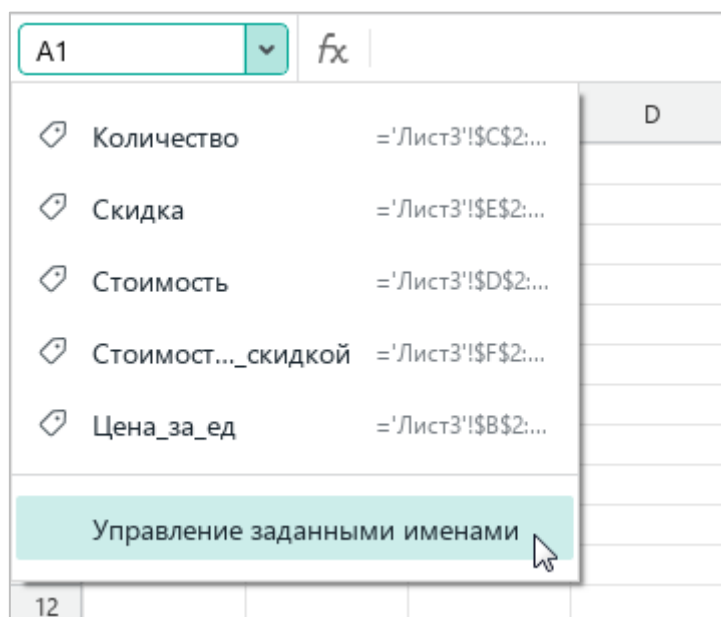 A1 fx
D
Количество ='Лист3'!$C$2:...
Скидка ='Лист3'!$E$2:...
Стоимость ='Лист3'!$D$2:...
Стоимост..._скидкой ='Лист3'!$F$2:...
Цена_за_ед ='Лист3'!$B$2:...
Управление заданными именами
12